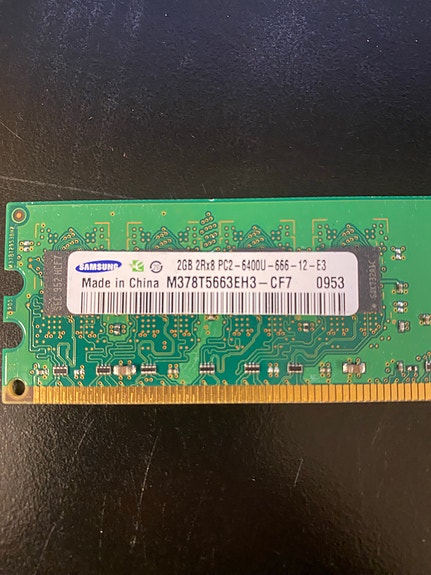 SAMSUNG 2GB 2Rx8 PC2-6400U-666-12-E3
Made in China M378T5663EH3-CF7 0953